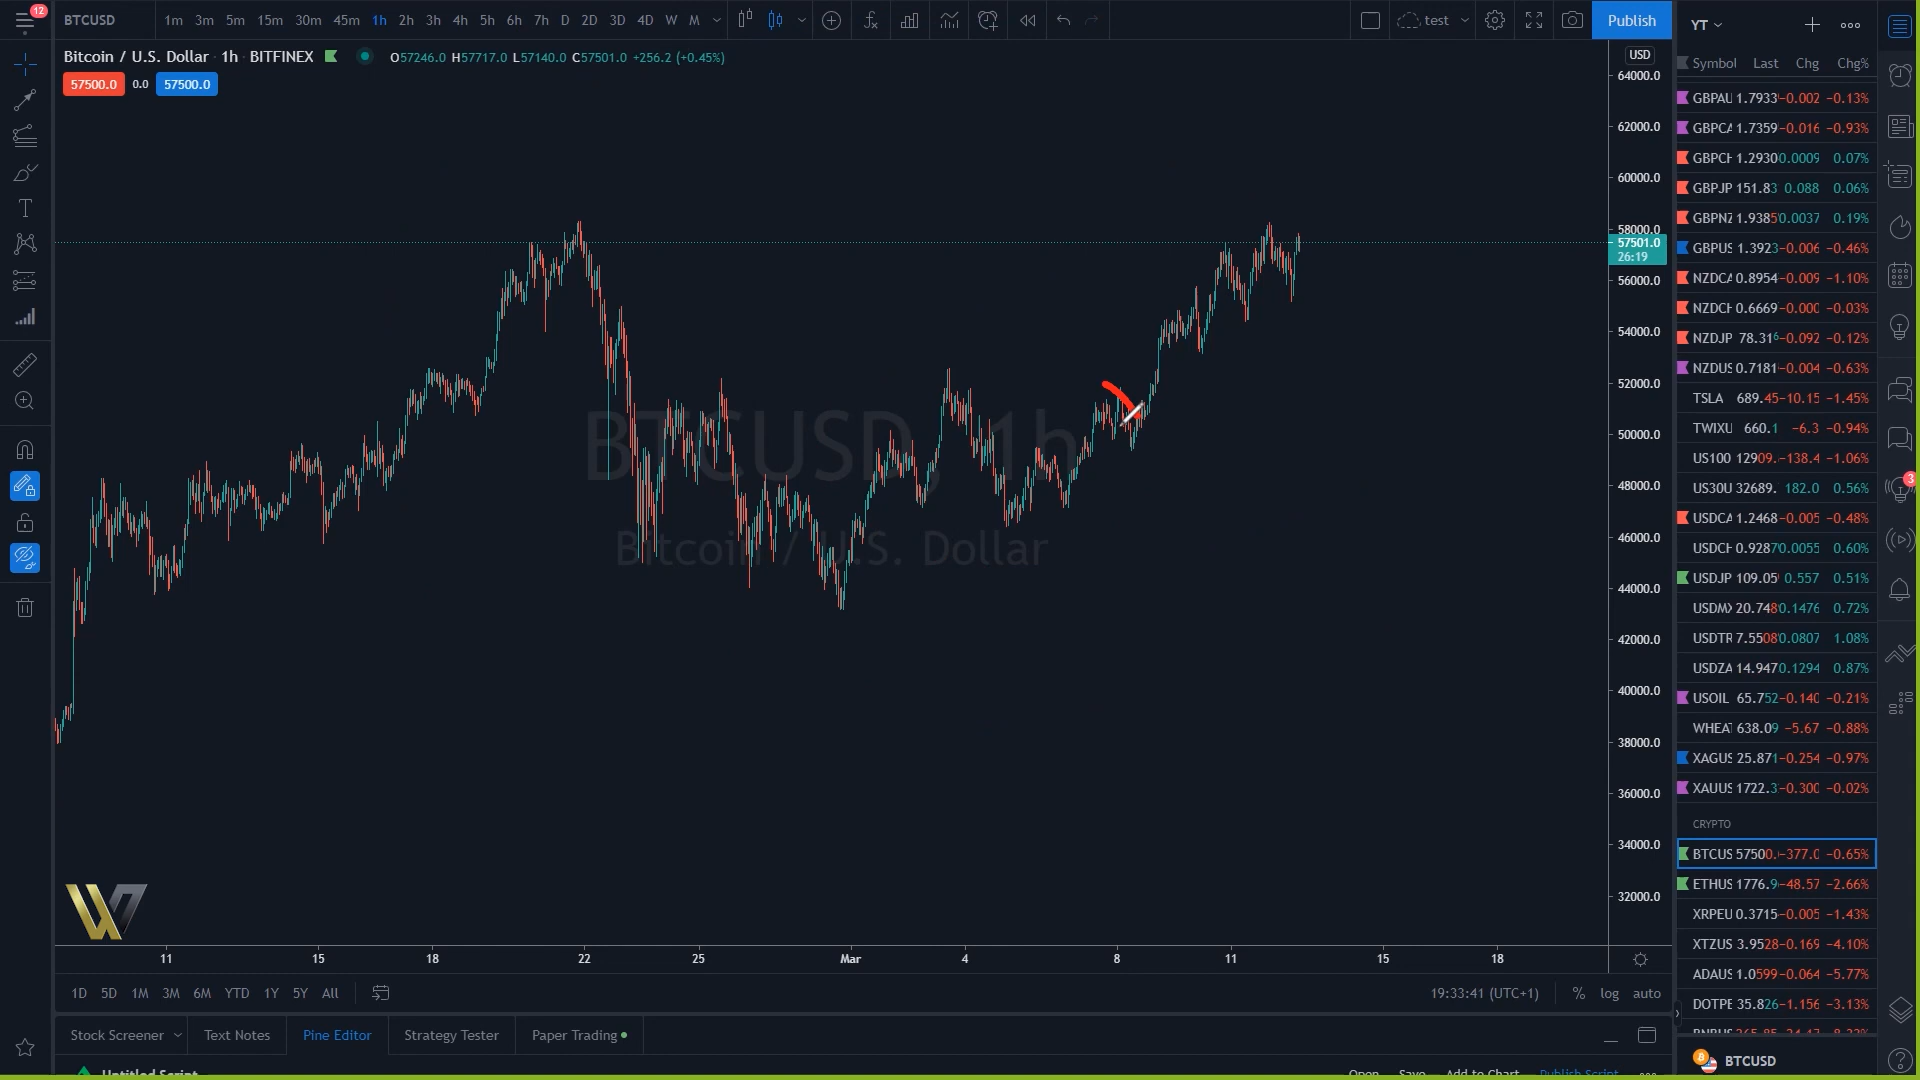 12
BTCUSD 1m 3m 5m 15m 30m 45m 1h 2h 3h 4h 5h 6h 7h D 2D 3D 4D W M test Publish
YT
Bitcoin / U.S. Dollar · 1h · BITFINEX O57246.0 H57717.0 L57140.0 C57501.0 +256.2 (+0.45%)
57500.0 0.0 57500.0
USD
64000.0
62000.0
60000.0
58000.0
57501.0
26:19
56000.0
54000.0
52000.0
50000.0
48000.0
46000.0
44000.0
42000.0
40000.0
38000.0
36000.0
34000.0
32000.0
BTCUSD, 1h
Bitcoin / U.S. Dollar
11 15 18 22 25 Mar 4 8 11 15 18
1D 5D 1M 3M 6M YTD 1Y 5Y All 19:33:41 (UTC+1) % log auto
Stock Screener Text Notes Pine Editor Strategy Tester Paper Trading
Untitled Script Open Save Add to Chart Publish Script
Symbol Last Chg Chg%
GBPAU 1.7933 -0.002 -0.13%
GBPCA 1.7359 -0.016 -0.93%
GBPCH 1.2930 0.0009 0.07%
GBPJP 151.83 0.088 0.06%
GBPNZ 1.9385 0.0037 0.19%
GBPUS 1.3923 -0.006 -0.46%
NZDCA 0.8954 -0.009 -1.10%
NZDCH 0.6669 -0.000 -0.03%
NZDJP 78.316 -0.092 -0.12%
NZDUS 0.7181 -0.004 -0.63%
TSLA 689.45 -10.15 -1.45%
TWIXU 660.1 -6.3 -0.94%
US100 12909. -138.4 -1.06%
US30U 32689. 182.0 0.56%
USDCA 1.2468 -0.005 -0.48%
USDCH 0.9287 0.0055 0.60%
USDJP 109.05 0.557 0.51%
USDMX 20.748 0.1476 0.72%
USDTR 7.5508 0.0807 1.08%
USDZA 14.947 0.1294 0.87%
USOIL 65.752 -0.140 -0.21%
WHEAT 638.09 -5.67 -0.88%
XAGUS 25.871 -0.254 -0.97%
XAUUS 1722.3 -0.300 -0.02%
CRYPTO
BTCUS 57500. -377.0 -0.65%
ETHUS 1776.9 -48.57 -2.66%
XRPEU 0.3715 -0.005 -1.43%
XTZUS 3.9528 -0.169 -4.10%
ADAUS 1.0599 -0.064 -5.77%
DOTPE 35.826 -1.156 -3.13%
BTCUSD
3